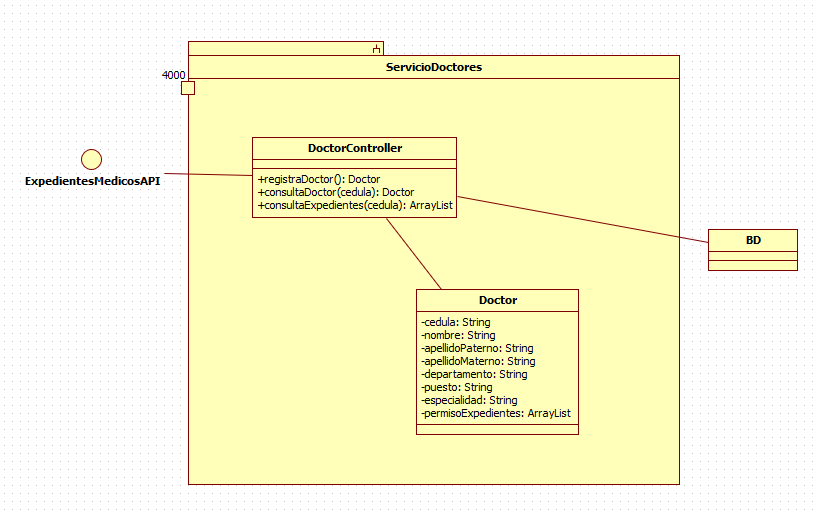 ServicioDoctores
4000
DoctorController
+registraDoctor(): Doctor
+consultaDoctor(cedula): Doctor
+consultaExpedientes(cedula): ArrayList
ExpedientesMedicosAPI
BD
Doctor
-cedula: String
-nombre: String
-apellidoPaterno: String
-apellidoMaterno: String
-departamento: String
-puesto: String
-especialidad: String
-permisoExpedientes: ArrayList